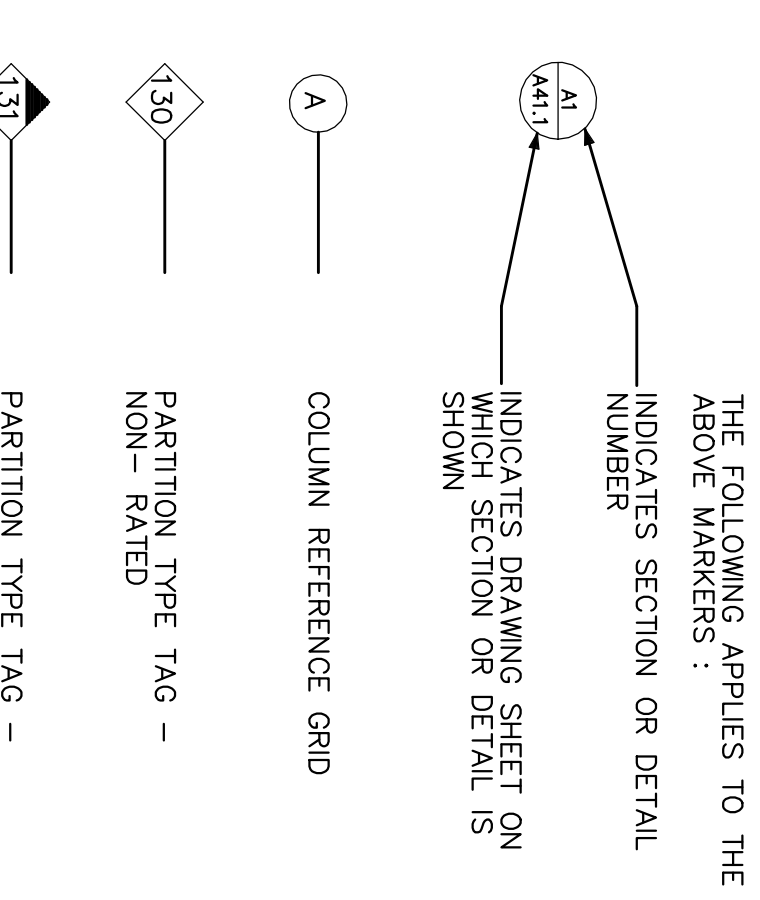 THE FOLLOWING APPLIES TO THE
ABOVE MARKERS :
A1
A41.1
INDICATES SECTION OR DETAIL
NUMBER
INDICATES DRAWING SHEET ON
WHICH SECTION OR DETAIL IS
SHOWN
A
COLUMN REFERENCE GRID
130
PARTITION TYPE TAG –
NON– RATED
131
PARTITION TYPE TAG –